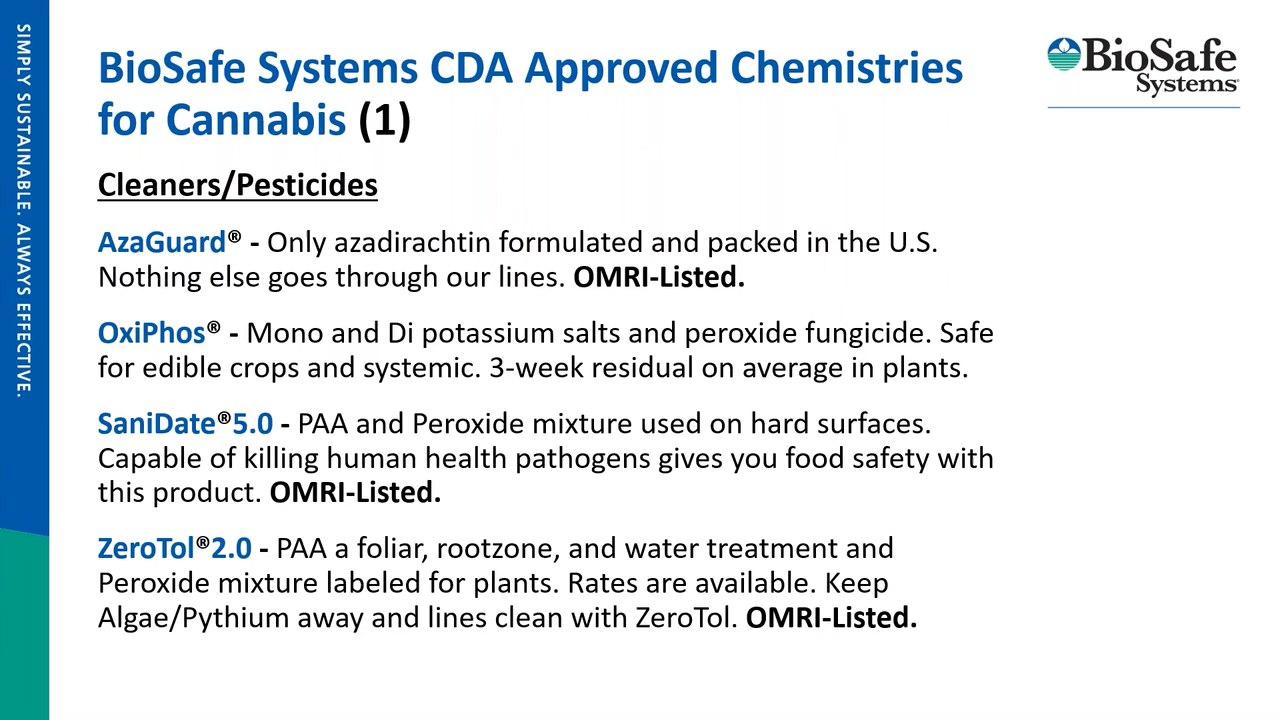 SIMPLY SUSTAINABLE. ALWAYS EFFECTIVE.
BioSafe Systems CDA Approved Chemistries
for Cannabis (1)
BioSafe
Systems®
Cleaners/Pesticides
AzaGuard® - Only azadirachtin formulated and packed in the U.S.
Nothing else goes through our lines. OMRI-Listed.
OxiPhos® - Mono and Di potassium salts and peroxide fungicide. Safe
for edible crops and systemic. 3-week residual on average in plants.
SaniDate®5.0 - PAA and Peroxide mixture used on hard surfaces.
Capable of killing human health pathogens gives you food safety with
this product. OMRI-Listed.
ZeroTol®2.0 - PAA a foliar, rootzone, and water treatment and
Peroxide mixture labeled for plants. Rates are available. Keep
Algae/Pythium away and lines clean with ZeroTol. OMRI-Listed.